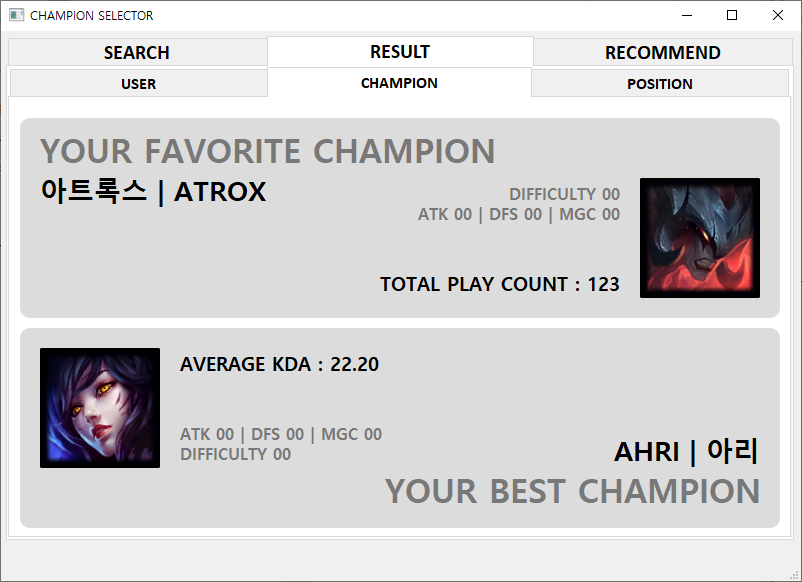 CHAMPION SELECTOR
SEARCH
RESULT
RECOMMEND
USER
CHAMPION
POSITION
YOUR FAVORITE CHAMPION
아트록스 | ATROX
DIFFICULTY 00
ATK 00 | DFS 00 | MGC 00
TOTAL PLAY COUNT : 123
AVERAGE KDA : 22.20
ATK 00 | DFS 00 | MGC 00
DIFFICULTY 00
AHRI | 아리
YOUR BEST CHAMPION